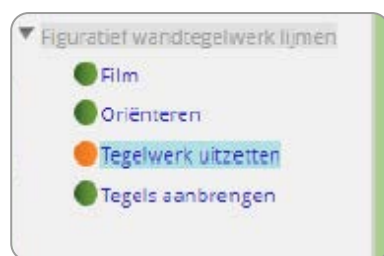 Figuratief wandtegelwerk lijmen
Film
Oriënteren
Tegelwerk uitzetten
Tegels aanbrengen